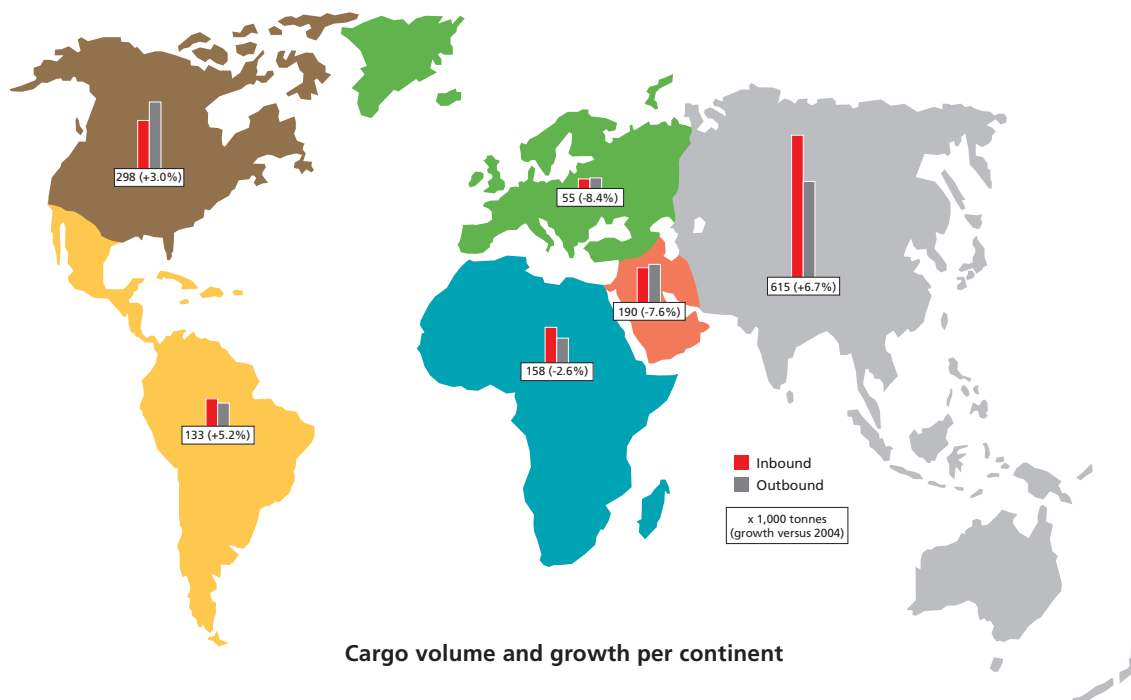 298 (+3.0%)
55 (-8.4%)
615 (+6.7%)
190 (-7.6%)
158 (-2.6%)
133 (+5.2%)
Inbound
Outbound
x 1,000 tonnes
(growth versus 2004)
Cargo volume and growth per continent